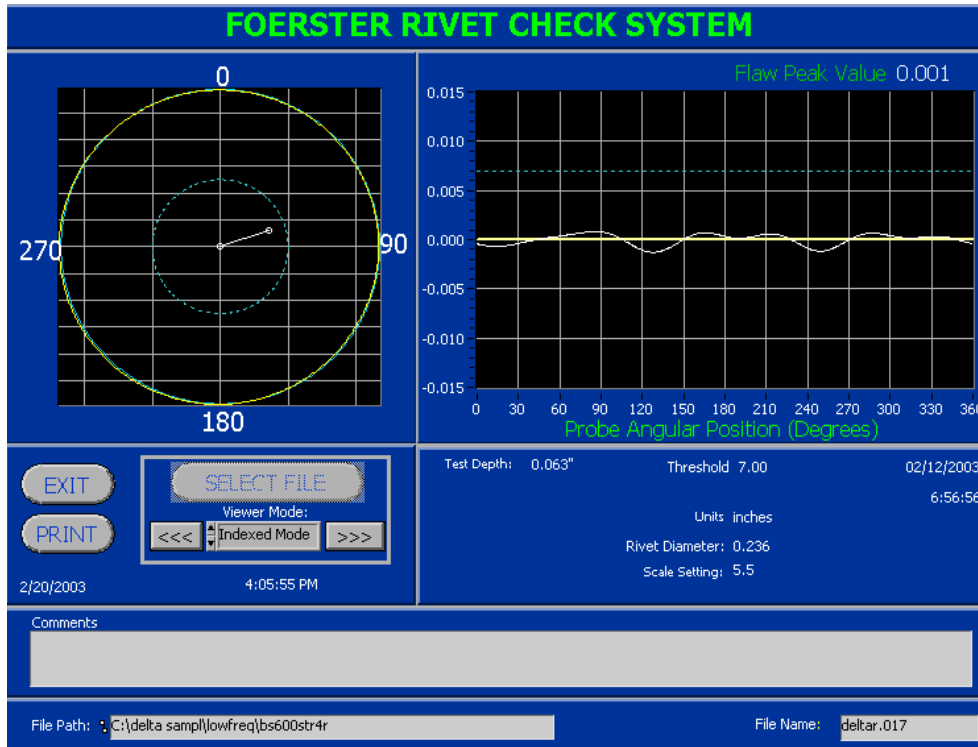 FOERSTER RIVET CHECK SYSTEM
0
270
90
180
Flaw Peak Value 0.001
0.015
0.010
0.005
0.000
-0.005
-0.010
-0.015
0 30 60 90 120 150 180 210 240 270 300 330 360
Probe Angular Position (Degrees)
EXIT
PRINT
SELECT FILE
Viewer Mode:
<<< Indexed Mode >>>
2/20/2003 4:05:55 PM
Test Depth: 0.063" Threshold 7.00 02/12/2003
6:56:56
Units inches
Rivet Diameter: 0.236
Scale Setting: 5.5
Comments
File Path: C:\delta sampl\lowfreq\bs600str4r
File Name: deltar.017